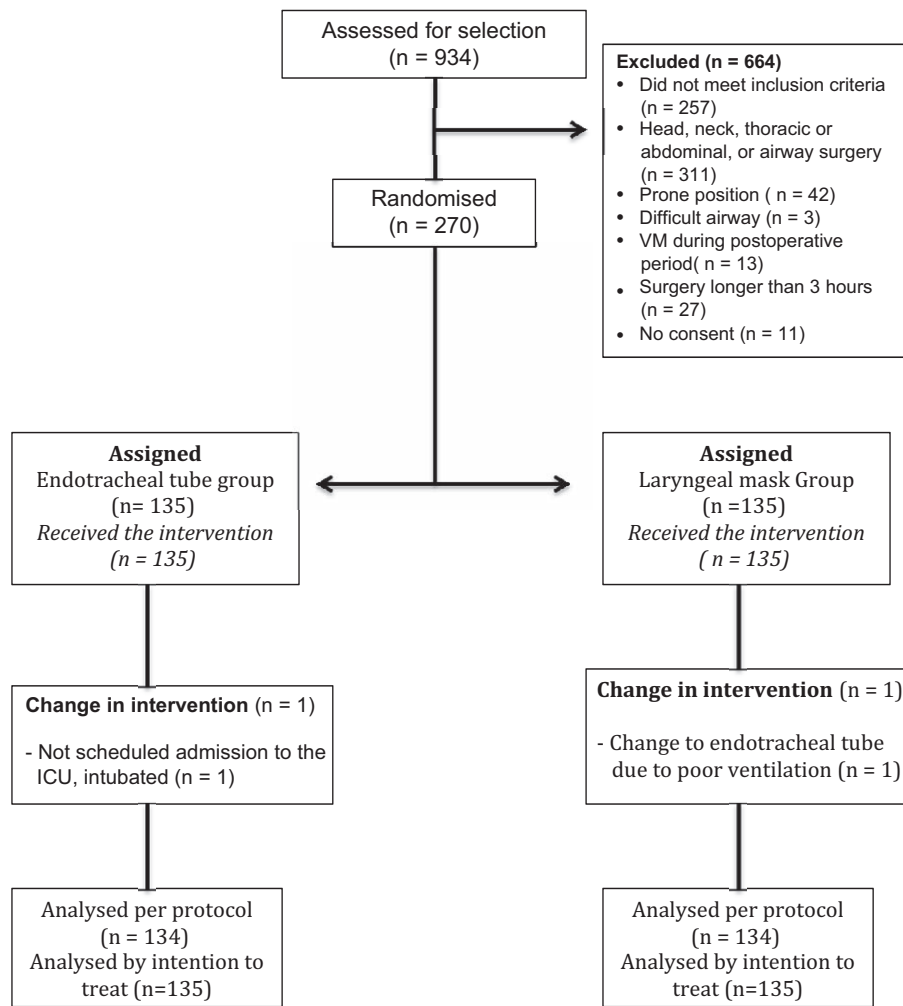 Assessed for selection
(n = 934)
Excluded (n = 664)
• Did not meet inclusion criteria
(n = 257)
• Head, neck, thoracic or
abdominal, or airway surgery
(n = 311)
• Prone position ( n = 42)
• Difficult airway (n = 3)
• VM during postoperative
period( n = 13)
• Surgery longer than 3 hours
(n = 27)
• No consent (n = 11)
Randomised
(n = 270)
Assigned
Endotracheal tube group
(n= 135)
Received the intervention
(n = 135)
Assigned
Laryngeal mask Group
(n =135)
Received the intervention
( n = 135)
Change in intervention (n = 1)
- Not scheduled admission to the
ICU, intubated (n = 1)
Change in intervention (n = 1)
- Change to endotracheal tube
due to poor ventilation (n = 1)
Analysed per protocol
(n = 134)
Analysed by intention to
treat (n=135)
Analysed per protocol
(n = 134)
Analysed by intention to
treat (n=135)